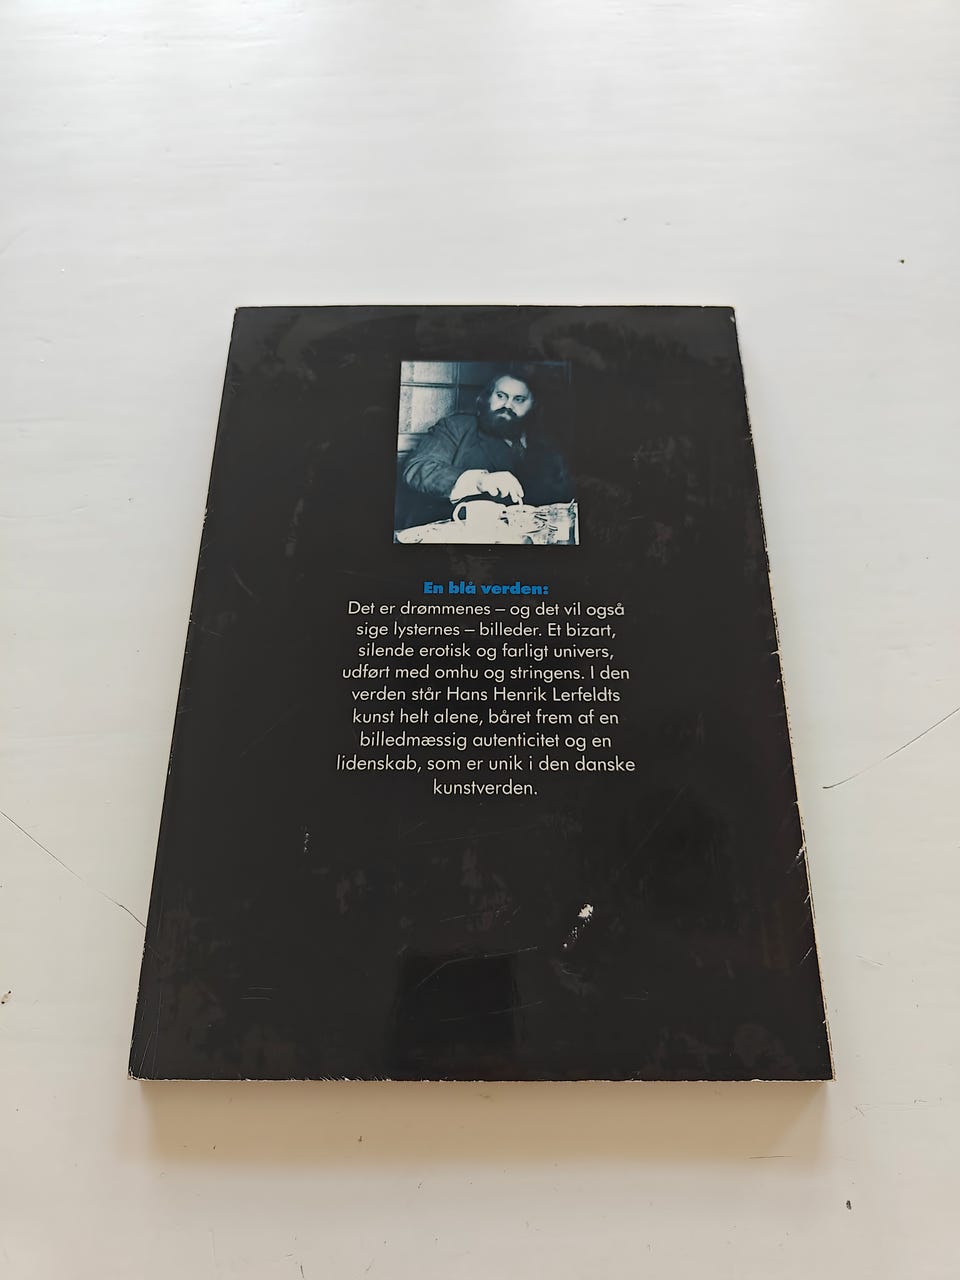 En blå verden:
Det er drømmenes – og det vil også
sige lysternes – billeder. Et bizart,
silende erotisk og farligt univers,
udført med omhu og stringens. I den
verden står Hans Henrik Lerfeldts
kunst helt alene, båret frem af en
billedmæssig autenticitet og en
lidenskab, som er unik i den danske
kunstverden.